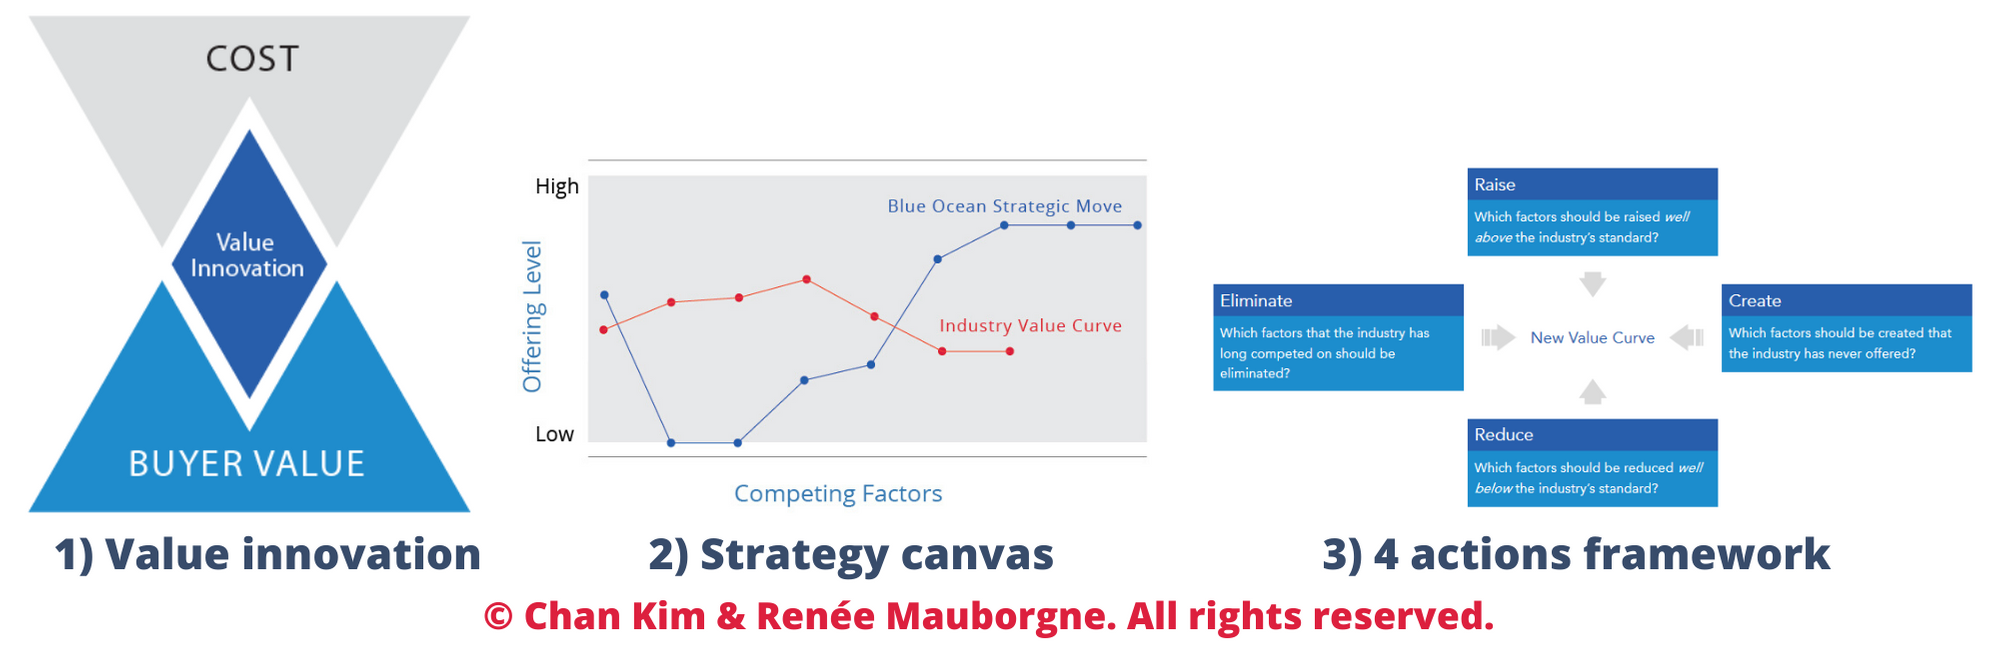 COST
Value
Innovation
BUYER VALUE
1) Value innovation
High
Offering Level
Low
Blue Ocean Strategic Move
Industry Value Curve
Competing Factors
2) Strategy canvas
Raise
Which factors should be raised well
above the industry's standard?
Eliminate
Which factors that the industry has
long competed on should be
eliminated?
New Value Curve
Create
Which factors should be created that
the industry has never offered?
Reduce
Which factors should be reduced well
below the industry's standard?
3) 4 actions framework
© Chan Kim & Renée Mauborgne. All rights reserved.